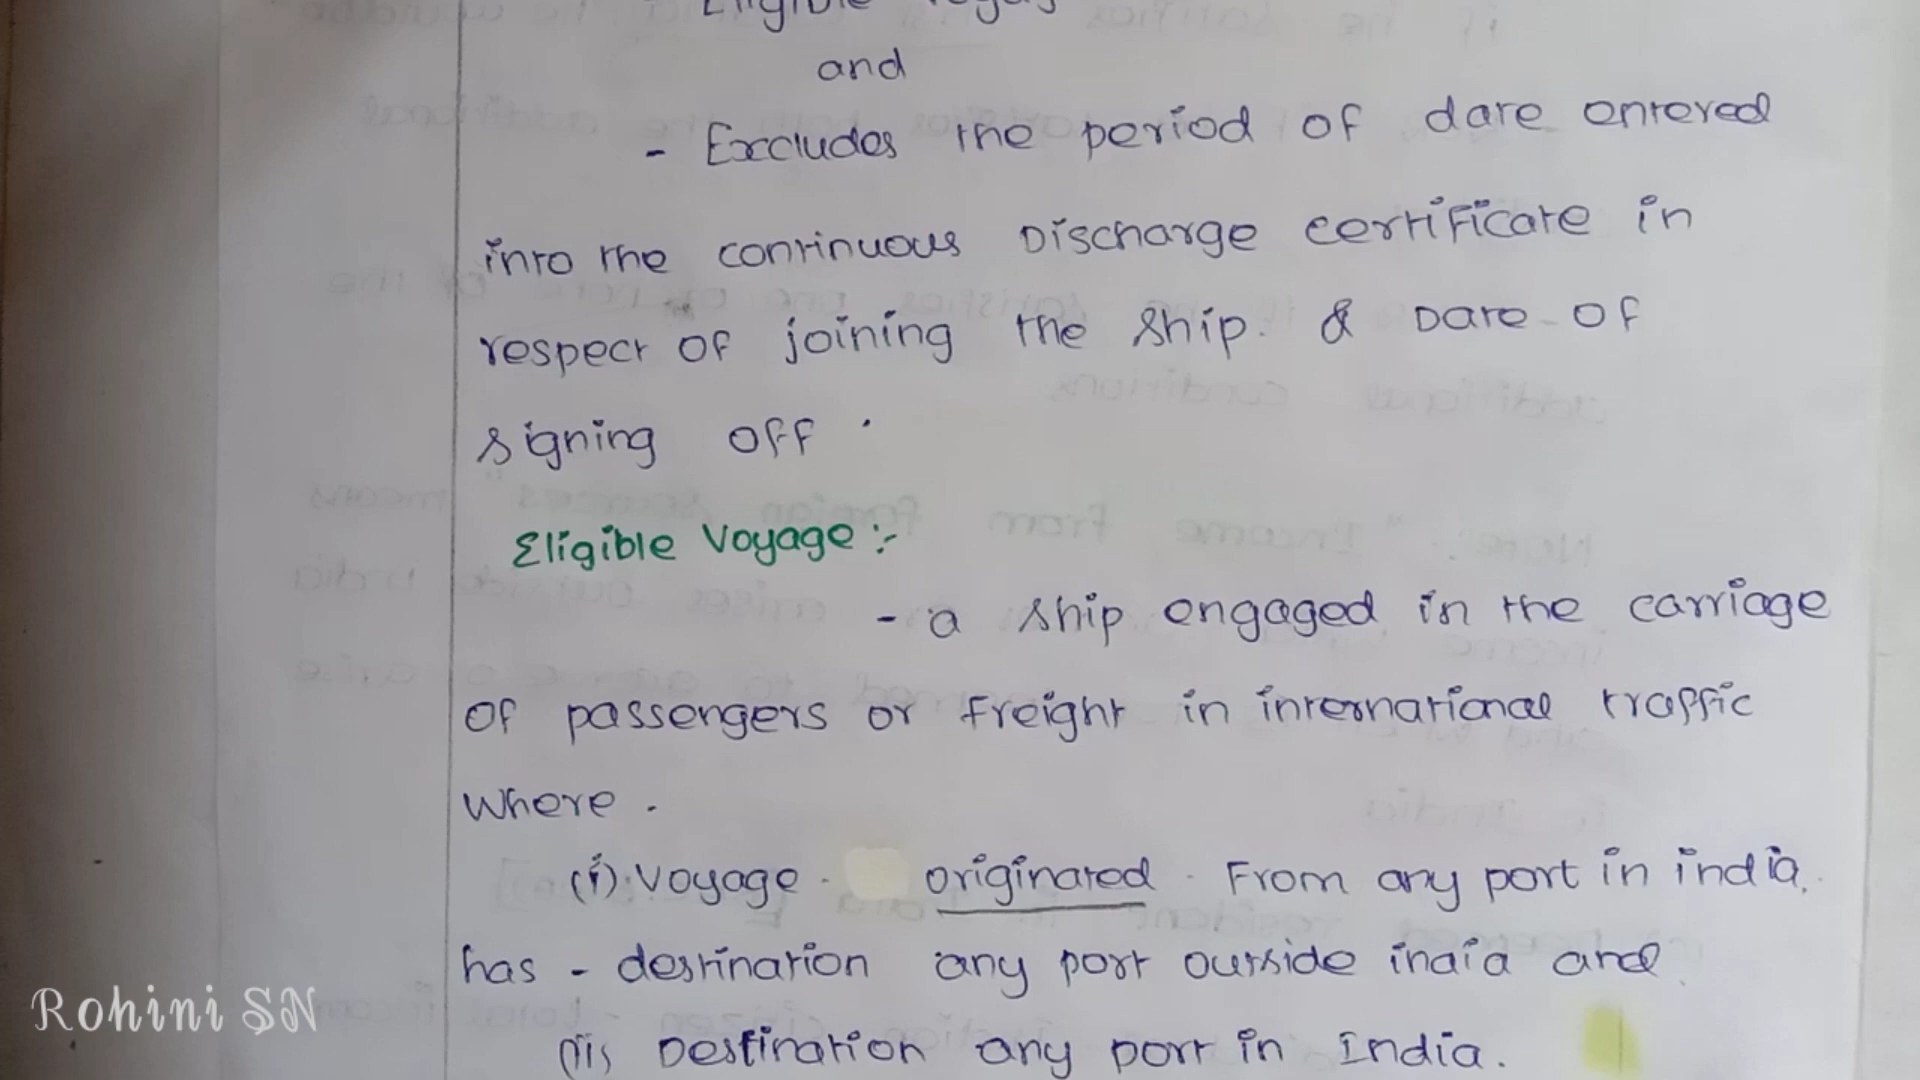 Eligible Voyag
and
- Excludes the period of date entered
into the continuous Discharge certificate in
respect of joining the ship. & Date of
signing off.
Eligible Voyage :-
- a ship engaged in the carriage
of passengers or freight in international traffic
where.
(i). Voyage originated From any port in india.
has - destination any port outside india and
(ii) Destination any port in India.
Rohini SN